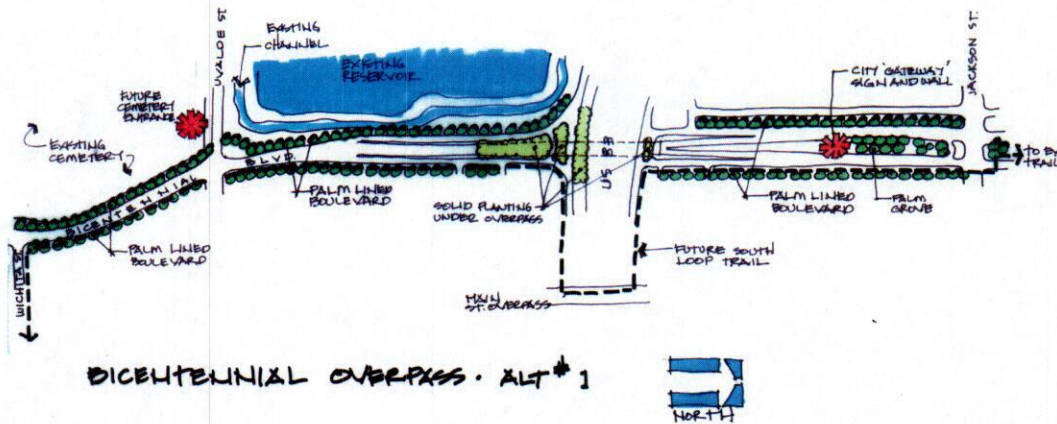 UVALDE ST.
EXISTING
CHANNEL
EXISTING
RESERVOIR
FUTURE
CEMETERY
ENTRANCE
EXISTING
CEMETERY
BICENTENNIAL
BLVD.
PALM LINED
BOULEVARD
PALM LINED
BOULEVARD
WICHITA ST.
SOLID PLANTING
UNDER OVERPASS
US 83
MAIN
ST. OVERPASS
FUTURE SOUTH
LOOP TRAIL
CITY 'GATEWAY'
SIGN AND WALL
JACKSON ST.
PALM LINED
BOULEVARD
PALM
GROVE
TRAIL
BICENTENNIAL OVERPASS. ALT # 1
NORTH